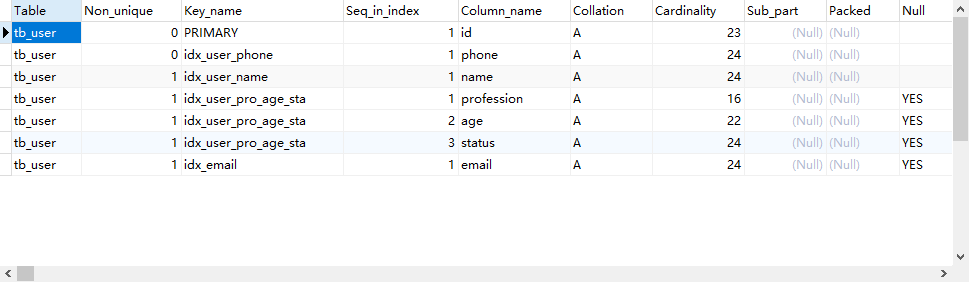 Table Non_unique Key_name Seq_in_index Column_name Collation Cardinality Sub_part Packed Null
tb_user 0 PRIMARY 1 id A 23 (Null) (Null)
tb_user 0 idx_user_phone 1 phone A 24 (Null) (Null)
tb_user 1 idx_user_name 1 name A 24 (Null) (Null)
tb_user 1 idx_user_pro_age_sta 1 profession A 16 (Null) (Null) YES
tb_user 1 idx_user_pro_age_sta 2 age A 22 (Null) (Null) YES
tb_user 1 idx_user_pro_age_sta 3 status A 24 (Null) (Null) YES
tb_user 1 idx_email 1 email A 24 (Null) (Null) YES